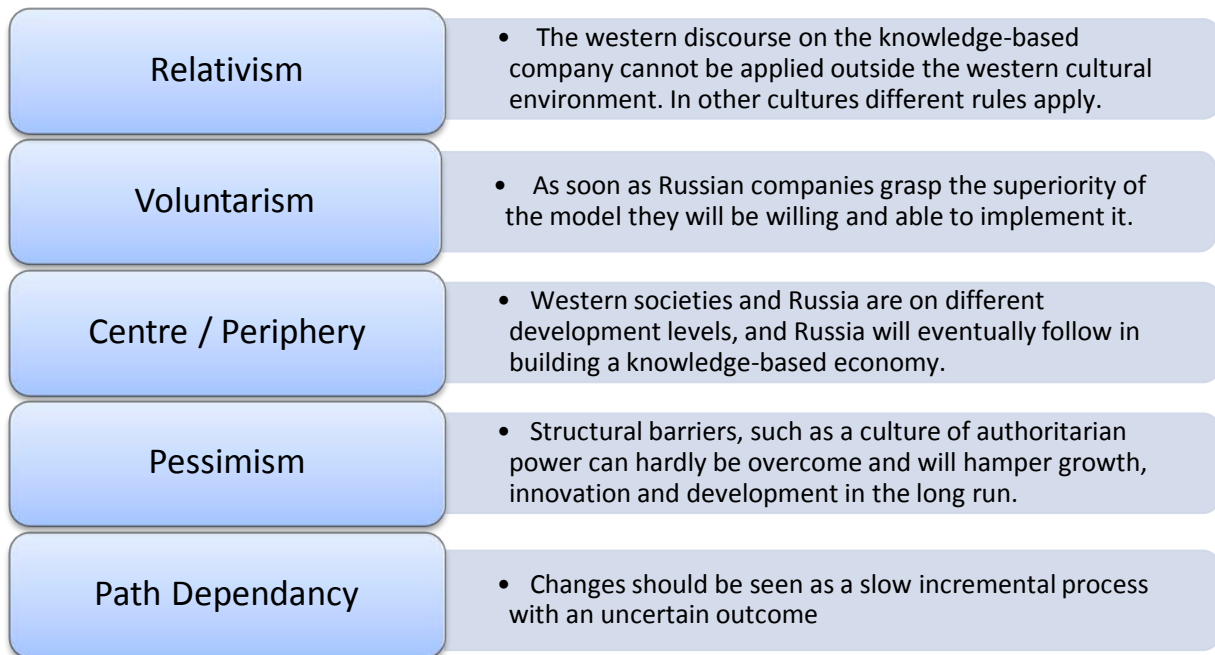 Relativism
• The western discourse on the knowledge-based
company cannot be applied outside the western cultural
environment. In other cultures different rules apply.
Voluntarism
• As soon as Russian companies grasp the superiority of
the model they will be willing and able to implement it.
Centre / Periphery
• Western societies and Russia are on different
development levels, and Russia will eventually follow in
building a knowledge-based economy.
Pessimism
• Structural barriers, such as a culture of authoritarian
power can hardly be overcome and will hamper growth,
innovation and development in the long run.
Path Dependancy
• Changes should be seen as a slow incremental process
with an uncertain outcome